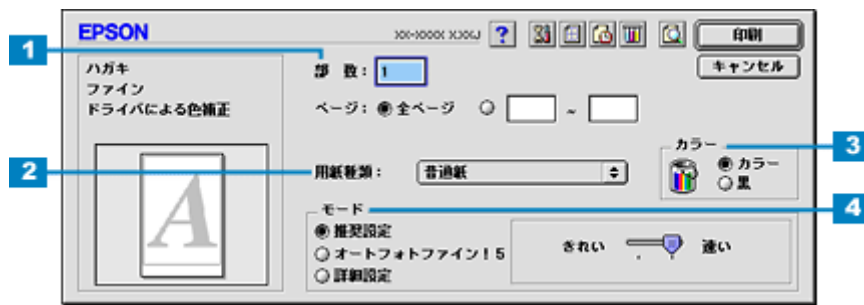 EPSON
XX-XXXX X.XXJ
?
印刷
キャンセル
1
部 数：1
ハガキ
ファイン
ドライバによる色補正
ページ：全ページ ~
2
用紙種類：
普通紙
カラー
3
カラー
黒
A
モード
4
推奨設定
オートフォトファイン！5
詳細設定
きれい
速い